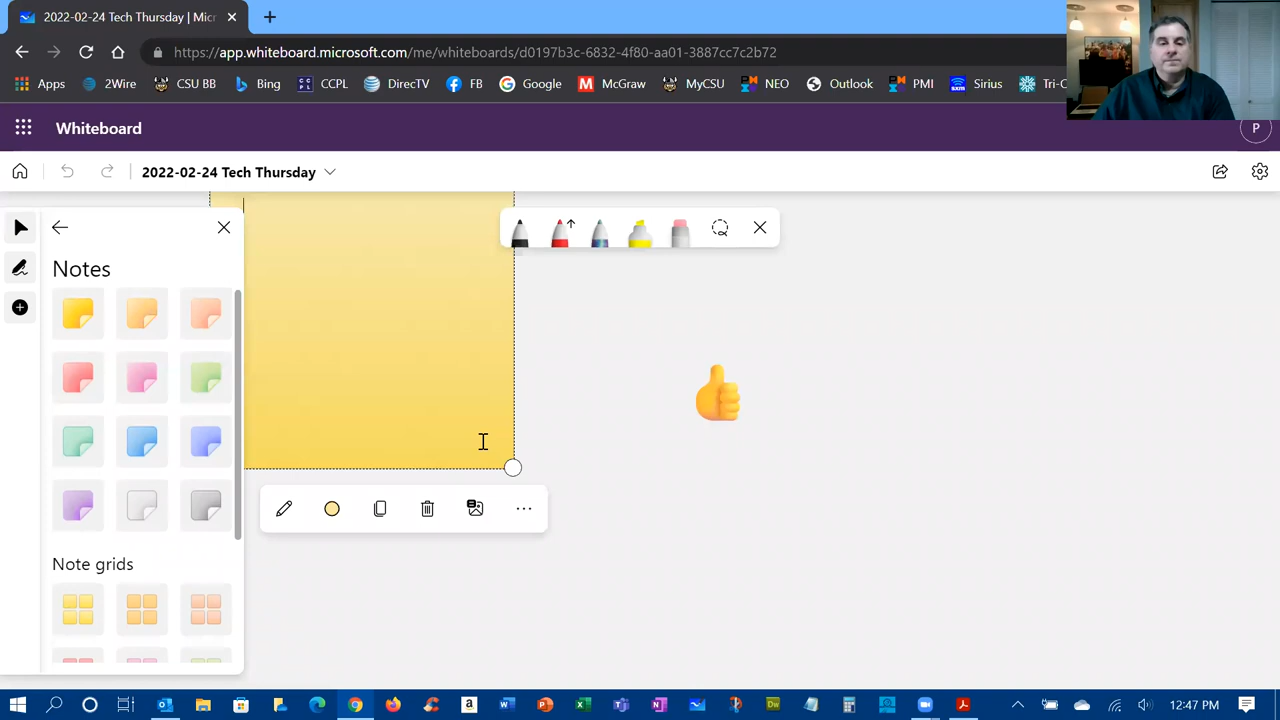 2022-02-24 Tech Thursday | Micr
https://app.whiteboard.microsoft.com/me/whiteboards/d0197b3c-6832-4f80-aa01-3887cc7c2b72
Apps 2Wire CSU BB Bing CCPL DirecTV FB Google McGraw MyCSU NEO Outlook PMI Sirius Tri-C
Whiteboard
P
2022-02-24 Tech Thursday
Notes
Note grids
12:47 PM